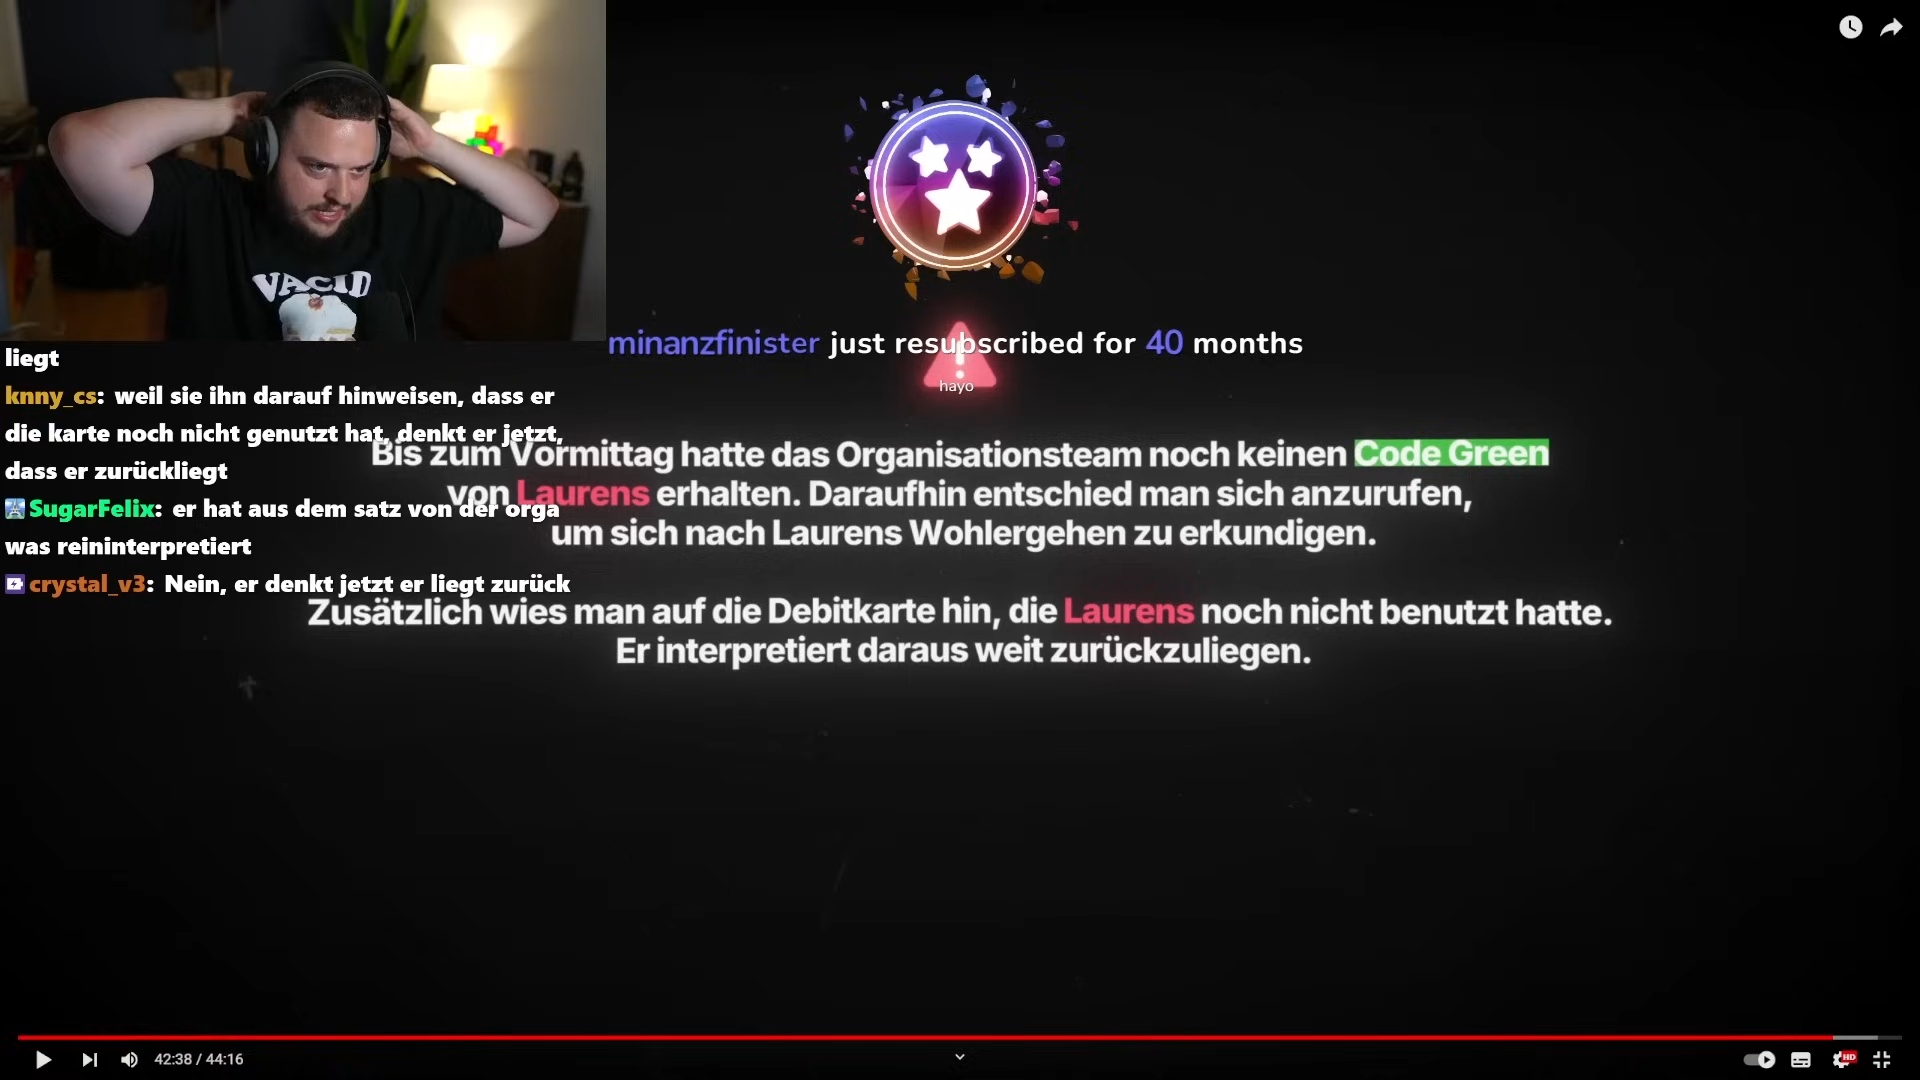 VACID
minanzfinister just resubscribed for 40 months
hayo
liegt
knny_cs: weil sie ihn darauf hinweisen, dass er
die karte noch nicht genutzt hat, denkt er jetzt,
dass er zurückliegt
SugarFelix: er hat aus dem satz von der orga
was reininterpretiert
crystal_v3: Nein, er denkt jetzt er liegt zurück
Bis zum Vormittag hatte das Organisationsteam noch keinen Code Green
von Laurens erhalten. Daraufhin entschied man sich anzurufen,
um sich nach Laurens Wohlergehen zu erkundigen.
Zusätzlich wies man auf die Debitkarte hin, die Laurens noch nicht benutzt hatte.
Er interpretiert daraus weit zurückzuliegen.
42:38 / 44:16
HD